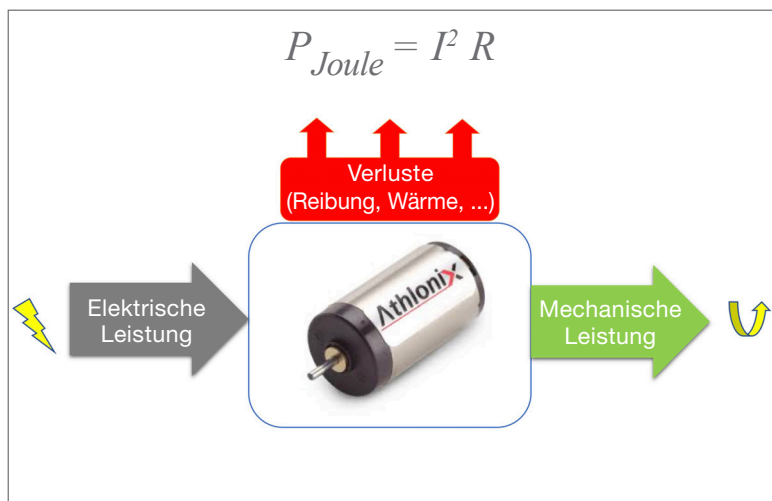 P_Joule = I² R
Verluste
(Reibung, Wärme, ...)
Athlonix
Elektrische
Leistung
Mechanische
Leistung